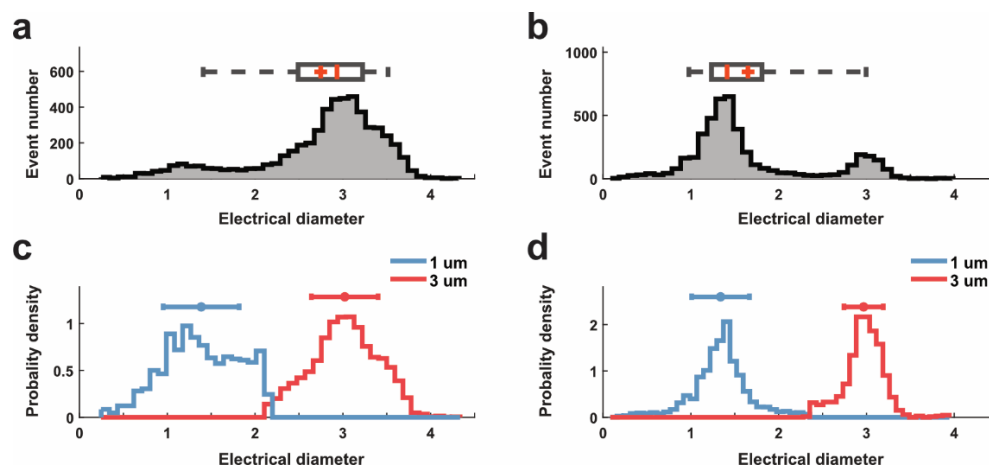 a
600
400
200
0
Event number
0 1 2 3 4
Electrical diameter
b
1000
500
0
Event number
0 1 2 3 4
Electrical diameter
c
1 um
3 um
1
0.5
0
Probality density
0 1 2 3 4
Electrical diameter
d
1 um
3 um
2
1
0
Probality density
0 1 2 3 4
Electrical diameter